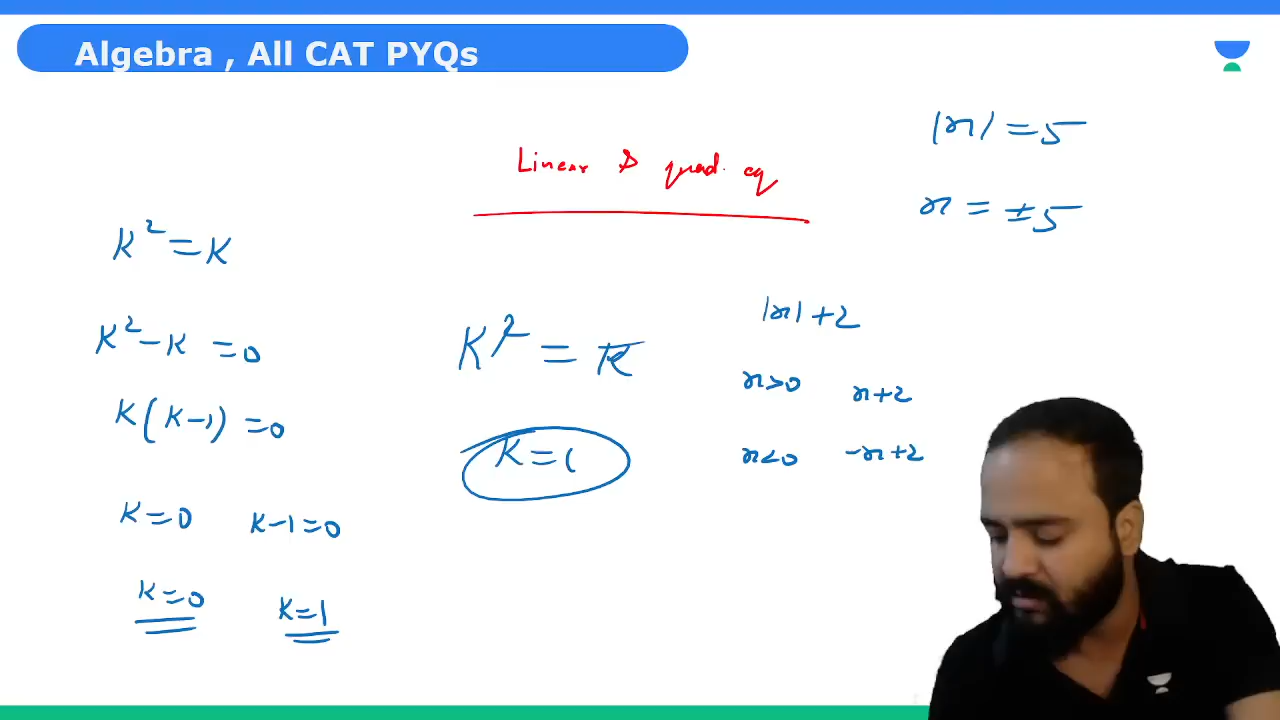 Algebra , All CAT PYQs
Linear & quad. eq
|x| = 5
x = ±5
K² = K
K² - K = 0
K(K-1) = 0
K=0 K-1=0
K=0 K=1
K² = K
K=1
|x| +2
x>0 x+2
x<0 -x+2